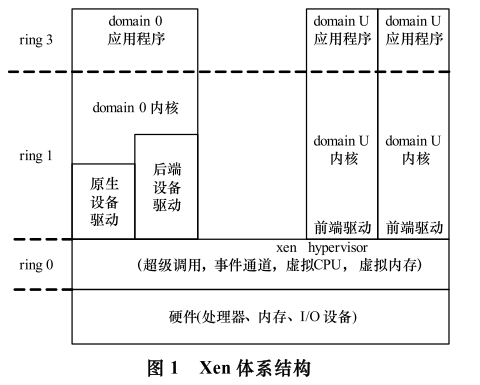 domain 0
应用程序
domain U
应用程序
domain U
应用程序
ring 3
domain 0 内核
ring 1
原生
设备
驱动
后端
设备
驱动
domain U
内核
domain U
内核
前端驱动
前端驱动
xen hypervisor
ring 0
(超级调用，事件通道，虚拟CPU，虚拟内存)
硬件(处理器、内存、I/O 设备)
图 1 Xen 体系结构